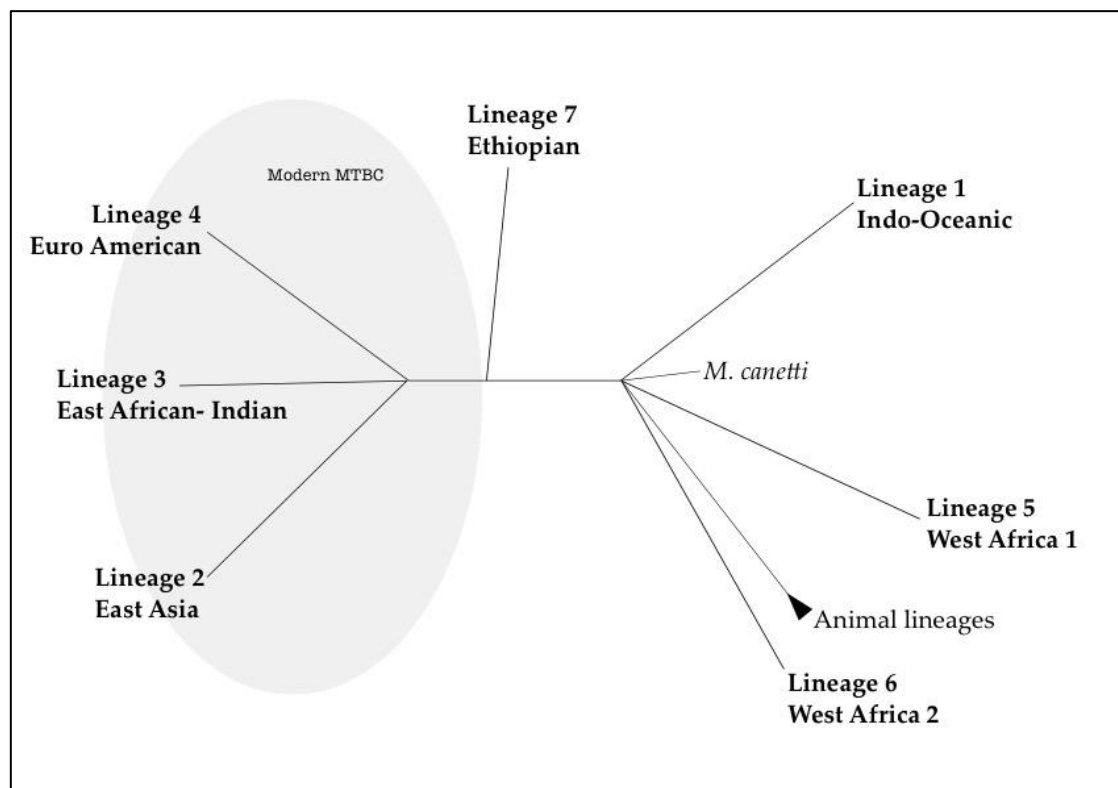 Lineage 7
Ethiopian
Modern MTBC
Lineage 4
Euro American
Lineage 1
Indo-Oceanic
Lineage 3
East African- Indian
M. canetti
Lineage 5
West Africa 1
Lineage 2
East Asia
Animal lineages
Lineage 6
West Africa 2